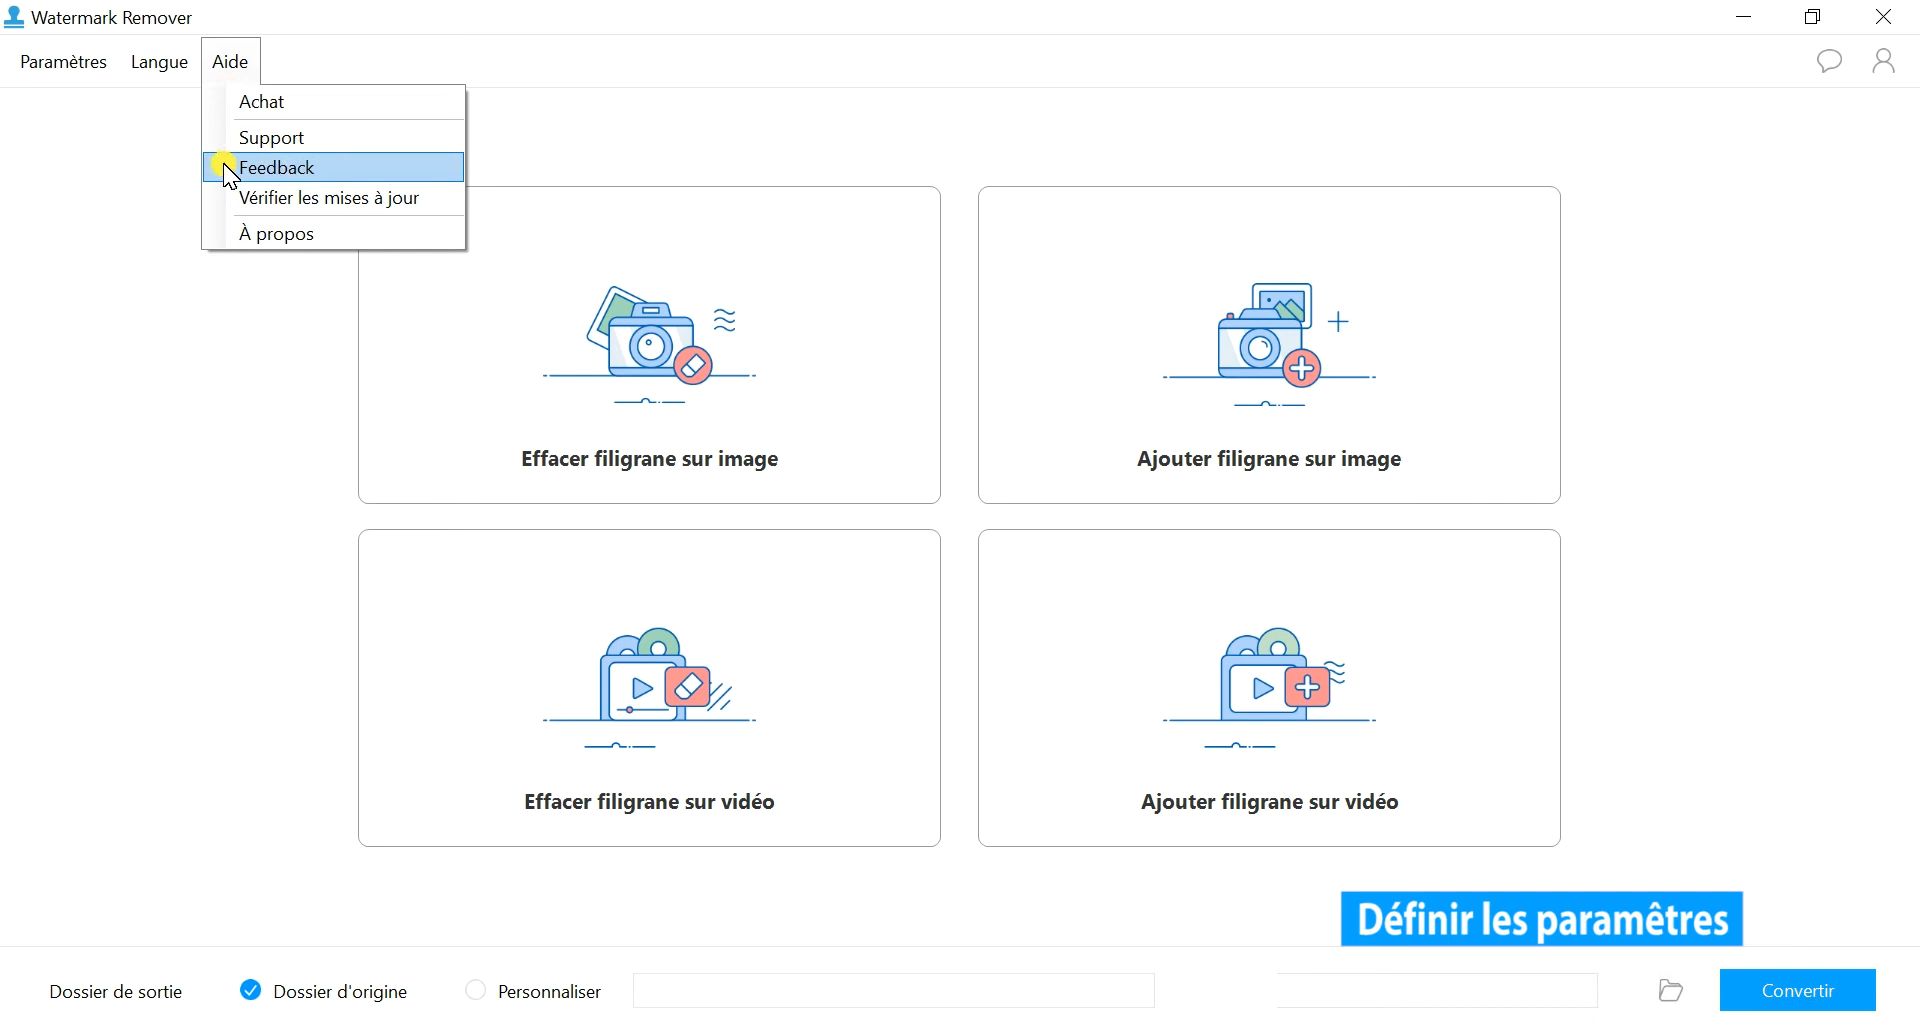 Watermark Remover
Paramètres Langue Aide
Achat
Support
Feedback
Vérifier les mises à jour
À propos
Effacer filigrane sur image
Ajouter filigrane sur image
Effacer filigrane sur vidéo
Ajouter filigrane sur vidéo
Définir les paramêtres
Dossier de sortie Dossier d'origine Personnaliser Convertir